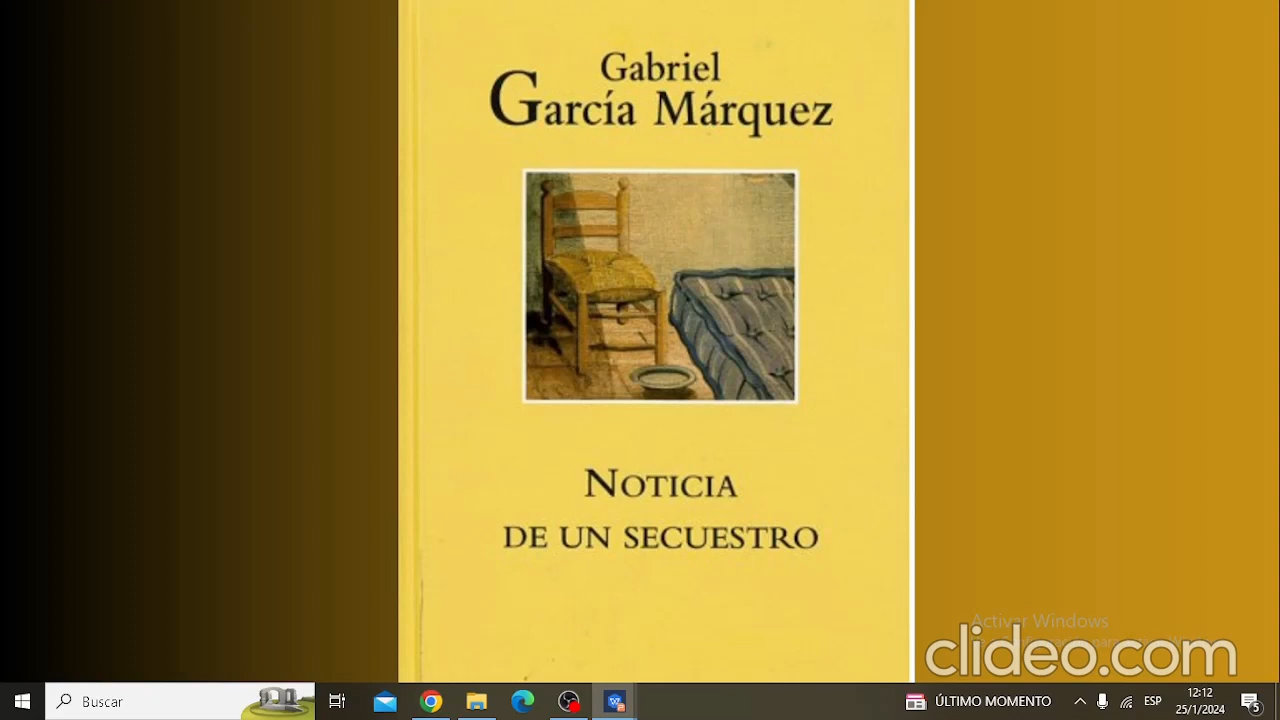 Gabriel
García Márquez
NOTICIA
DE UN SECUESTRO
Activar Windows
clideo.com
Buscar
ÚLTIMO MOMENTO
ESP
12:12
25/1/2024
5